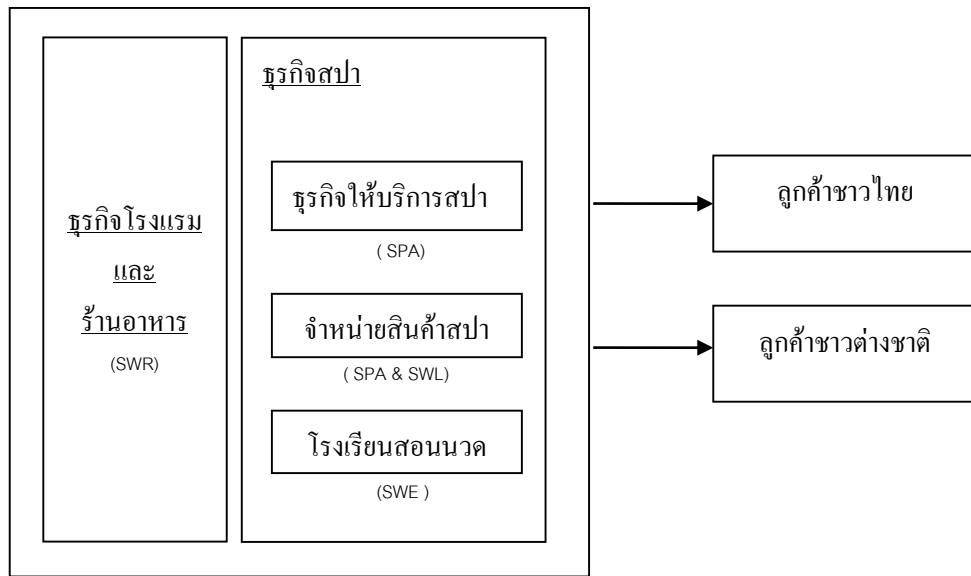 ธุรกิจโรงแรม
และ
ร้านอาหาร
(SWR)
ธุรกิจสปา
ธุรกิจให้บริการสปา
( SPA)
จำหน่ายสินค้าสปา
( SPA & SWL)
โรงเรียนสอนนวด
(SWE )
ลูกค้าชาวไทย
ลูกค้าชาวต่างชาติ